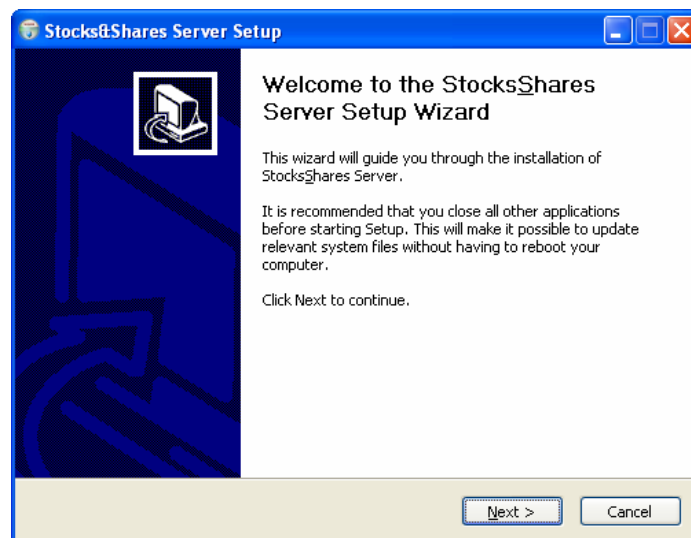 Stocks&Shares Server Setup
Welcome to the StocksShares
Server Setup Wizard
This wizard will guide you through the installation of
StocksShares Server.
It is recommended that you close all other applications
before starting Setup. This will make it possible to update
relevant system files without having to reboot your
computer.
Click Next to continue.
Next >
Cancel